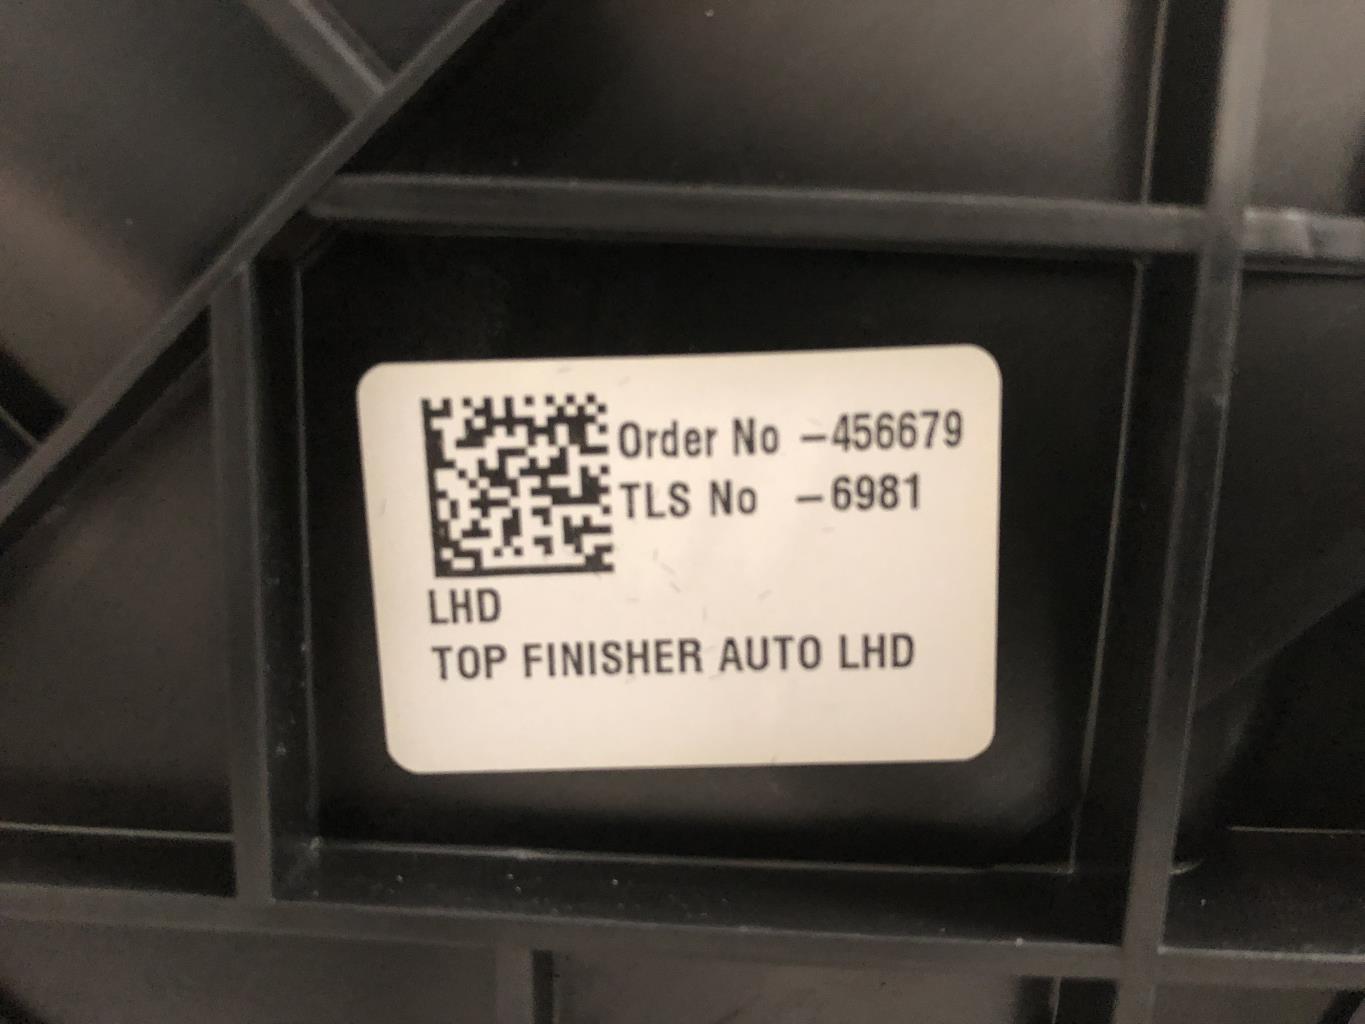 Order No -456679
TLS No -6981
LHD
TOP FINISHER AUTO LHD